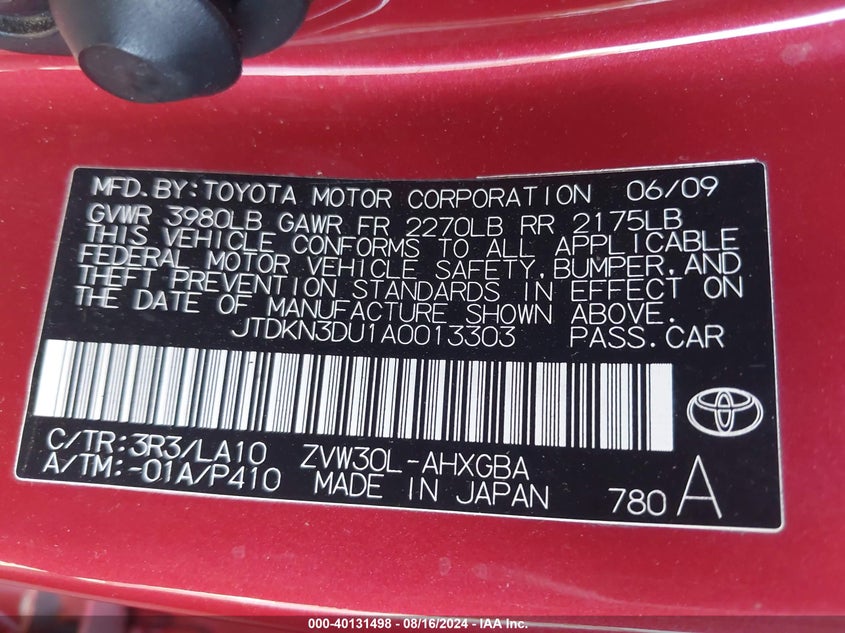 MFD.BY:TOYOTA MOTOR CORPORATION 06/09
GVWR 3980LB GAWR FR 2270LB RR 2175LB
THIS VEHICLE CONFORMS TO ALL APPLICABLE
FEDERAL MOTOR VEHICLE SAFETY,BUMPER,AND
THEFT PREVENTION STANDARDS IN EFFECT ON
THE DATE OF MANUFACTURE SHOWN ABOVE.
JTDKN3DU1A0013303 PASS.CAR
C/TR:3R3/LA10 ZVW30L-AHXGBA
A/TM:-01A/P410 MADE IN JAPAN 780 A
000-40131498 - 08/16/2024 - IAA Inc.